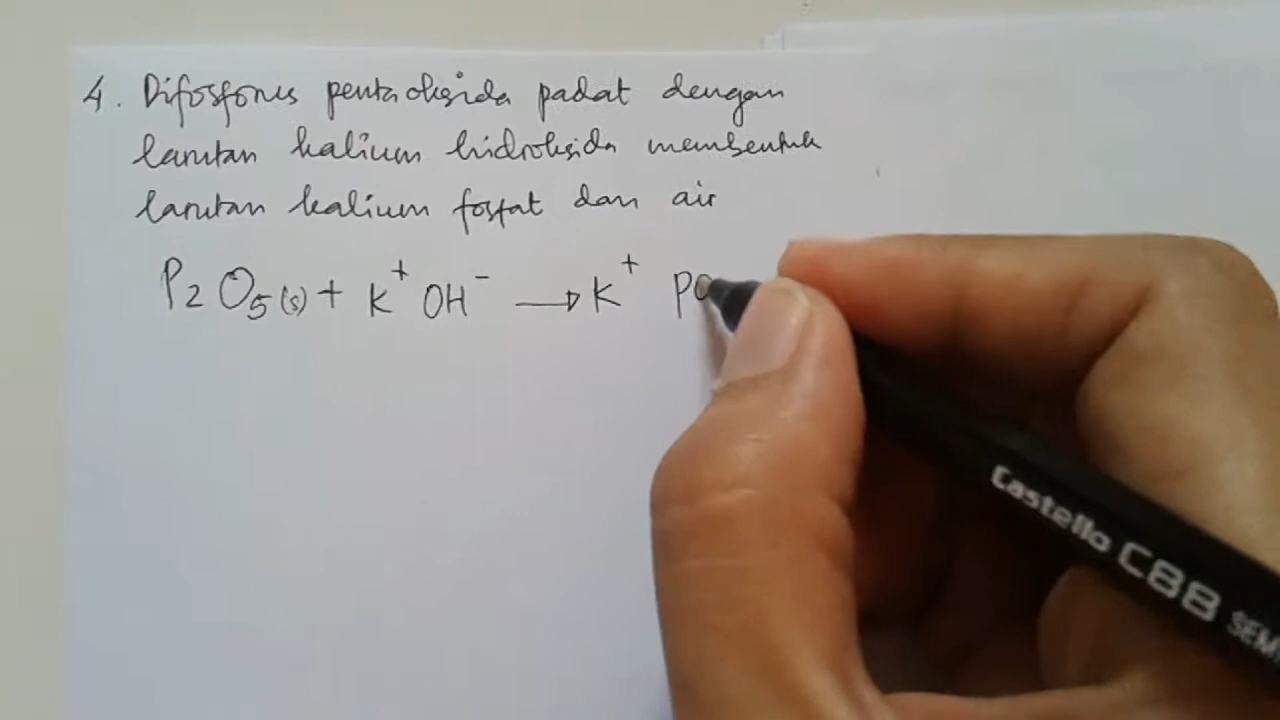 4. Difosforus pentaoksida padat dengan
larutan kalium hidroksida membentuk
larutan kalium fosfat dan air
P₂O₅(s) + K⁺OH⁻ → K⁺ PO
Castello C88 SEM